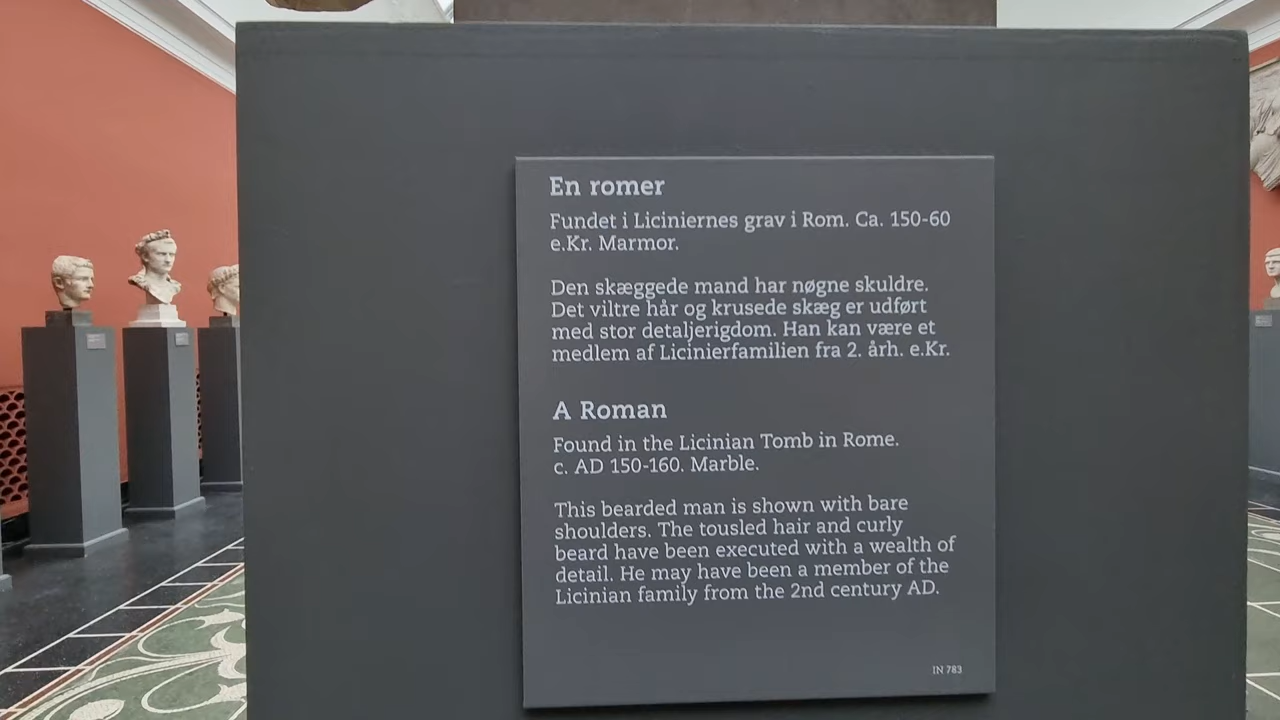 En romer
Fundet i Liciniernes grav i Rom. Ca. 150-60
e.Kr. Marmor.
Den skæggede mand har nøgne skuldre.
Det viltre hår og krusede skæg er udført
med stor detaljerigdom. Han kan være et
medlem af Licinierfamilien fra 2. årh. e.Kr.
A Roman
Found in the Licinian Tomb in Rome.
c. AD 150-160. Marble.
This bearded man is shown with bare
shoulders. The tousled hair and curly
beard have been executed with a wealth of
detail. He may have been a member of the
Licinian family from the 2nd century AD.
IN 783